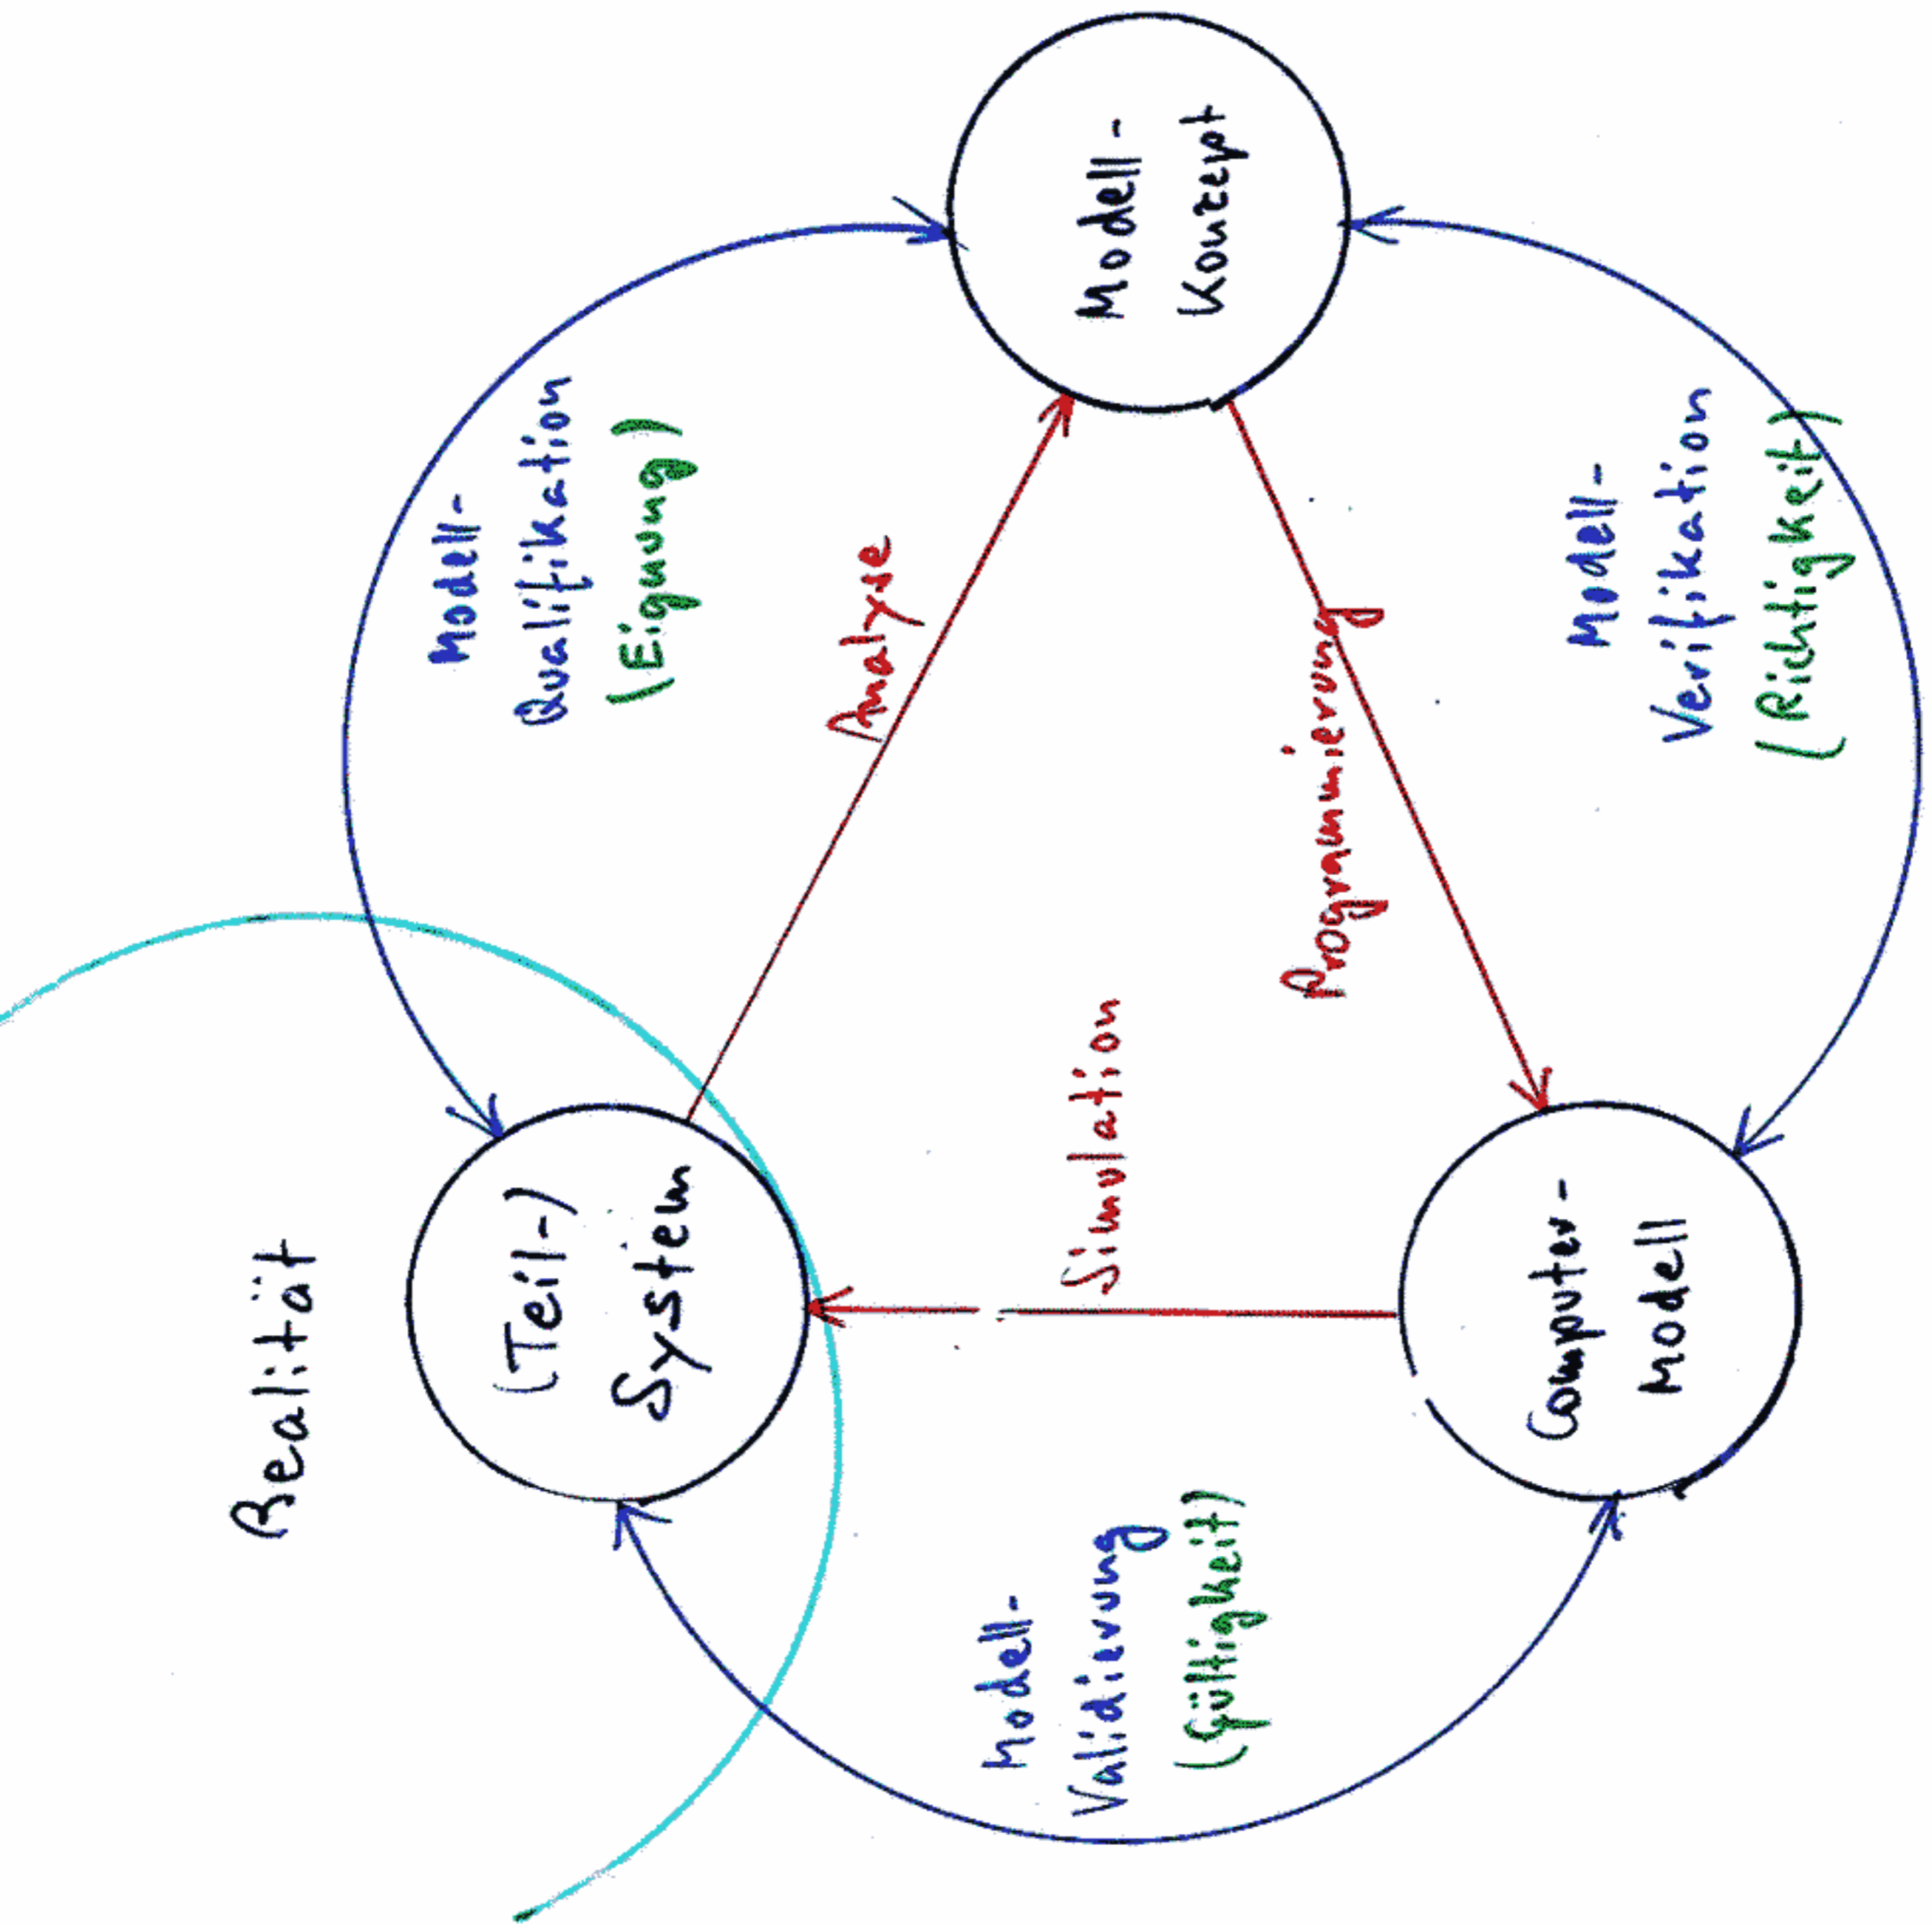 Realität
(Teil-)
System
Modell-
Qualifikation
(Eignung)
Analyse
Modell-
Konzept
Simulation
Programmierung
Modell-
Validierung
(Gültigkeit)
Computer-
Modell
Modell-
Verifikation
(Richtigkeit)